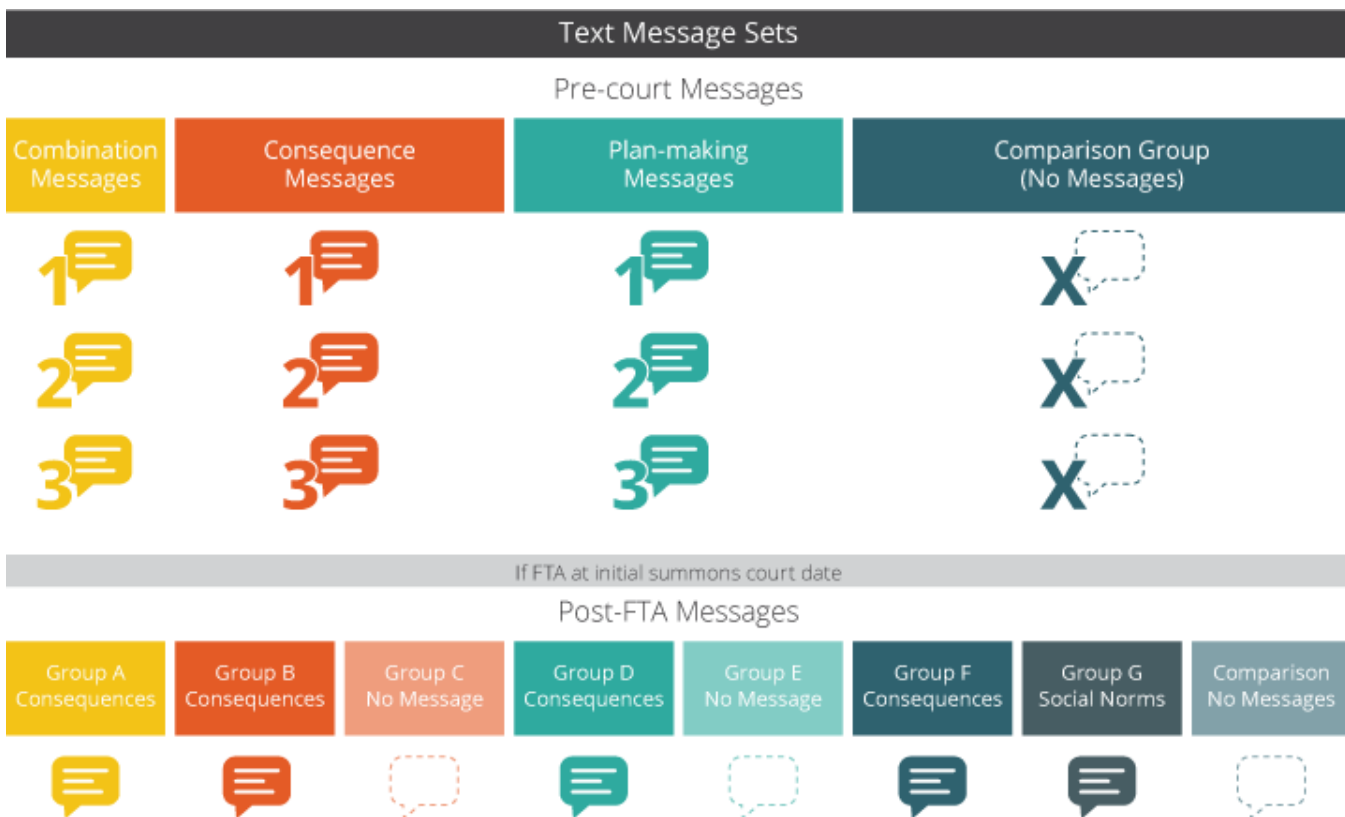 Text Message Sets
Pre-court Messages
Combination
Messages
Consequence
Messages
Plan-making
Messages
Comparison Group
(No Messages)
1
1
1
X
2
2
2
X
3
3
3
X
If FTA at initial summons court date
Post-FTA Messages
Group A
Consequences
Group B
Consequences
Group C
No Message
Group D
Consequences
Group E
No Message
Group F
Consequences
Group G
Social Norms
Comparison
No Messages